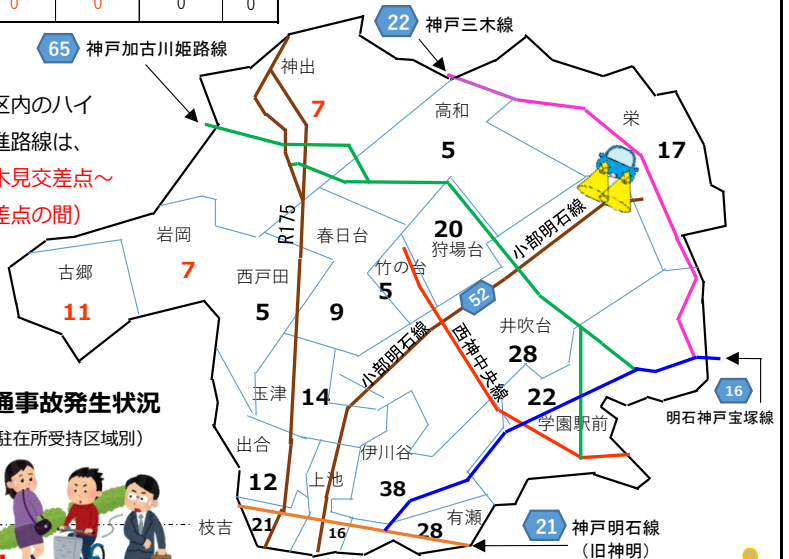 0 0 0 0
22 神戸三木線
65 神戸加古川姫路線
神出
7
区内のハイ
進路線は、
木見交差点～
差点の間）
高和
5
栄
17
R175
春日台
9
20
狩場台
小部明石線
岩岡
7
古郷
11
西戸田
5
竹の台
5
52
小部明石線
西神中央線
井吹台
28
22
学園駅前
16
明石神戸宝塚線
通事故発生状況
駐在所受持区域別）
玉津
14
出合
12
上池
伊川谷
38
有瀬
28
枝吉
21
16
21 神戸明石線
（旧神明）